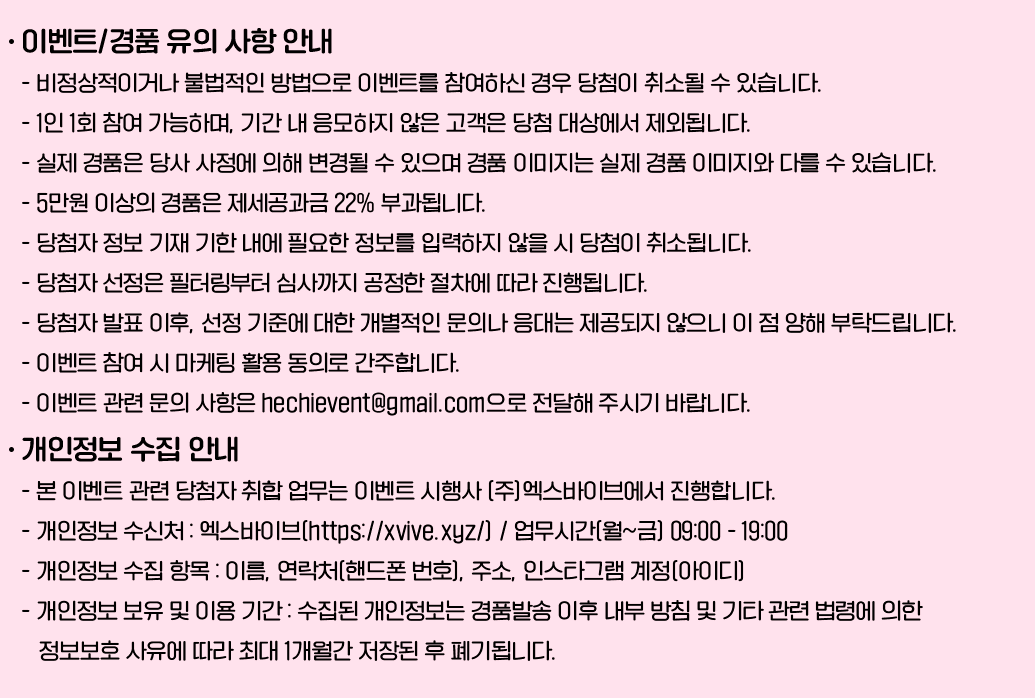 · 이벤트/경품 유의 사항 안내
- 비정상적이거나 불법적인 방법으로 이벤트를 참여하신 경우 당첨이 취소될 수 있습니다.
- 1인 1회 참여 가능하며, 기간 내 응모하지 않은 고객은 당첨 대상에서 제외됩니다.
- 실제 경품은 당사 사정에 의해 변경될 수 있으며 경품 이미지는 실제 경품 이미지와 다를 수 있습니다.
- 5만원 이상의 경품은 제세공과금 22% 부과됩니다.
- 당첨자 정보 기재 기한 내에 필요한 정보를 입력하지 않을 시 당첨이 취소됩니다.
- 당첨자 선정은 필터링부터 심사까지 공정한 절차에 따라 진행됩니다.
- 당첨자 발표 이후, 선정 기준에 대한 개별적인 문의나 응대는 제공되지 않으니 이 점 양해 부탁드립니다.
- 이벤트 참여 시 마케팅 활용 동의로 간주합니다.
- 이벤트 관련 문의 사항은 hechievent@gmail.com으로 전달해 주시기 바랍니다.
· 개인정보 수집 안내
- 본 이벤트 관련 당첨자 취합 업무는 이벤트 시행사 (주)엑스바이브에서 진행합니다.
- 개인정보 수신처 : 엑스바이브(https://xvive.xyz/) / 업무시간(월~금) 09:00 - 19:00
- 개인정보 수집 항목 : 이름, 연락처(핸드폰 번호), 주소, 인스타그램 계정(아이디)
- 개인정보 보유 및 이용 기간 : 수집된 개인정보는 경품발송 이후 내부 방침 및 기타 관련 법령에 의한
정보보호 사유에 따라 최대 1개월간 저장된 후 폐기됩니다.